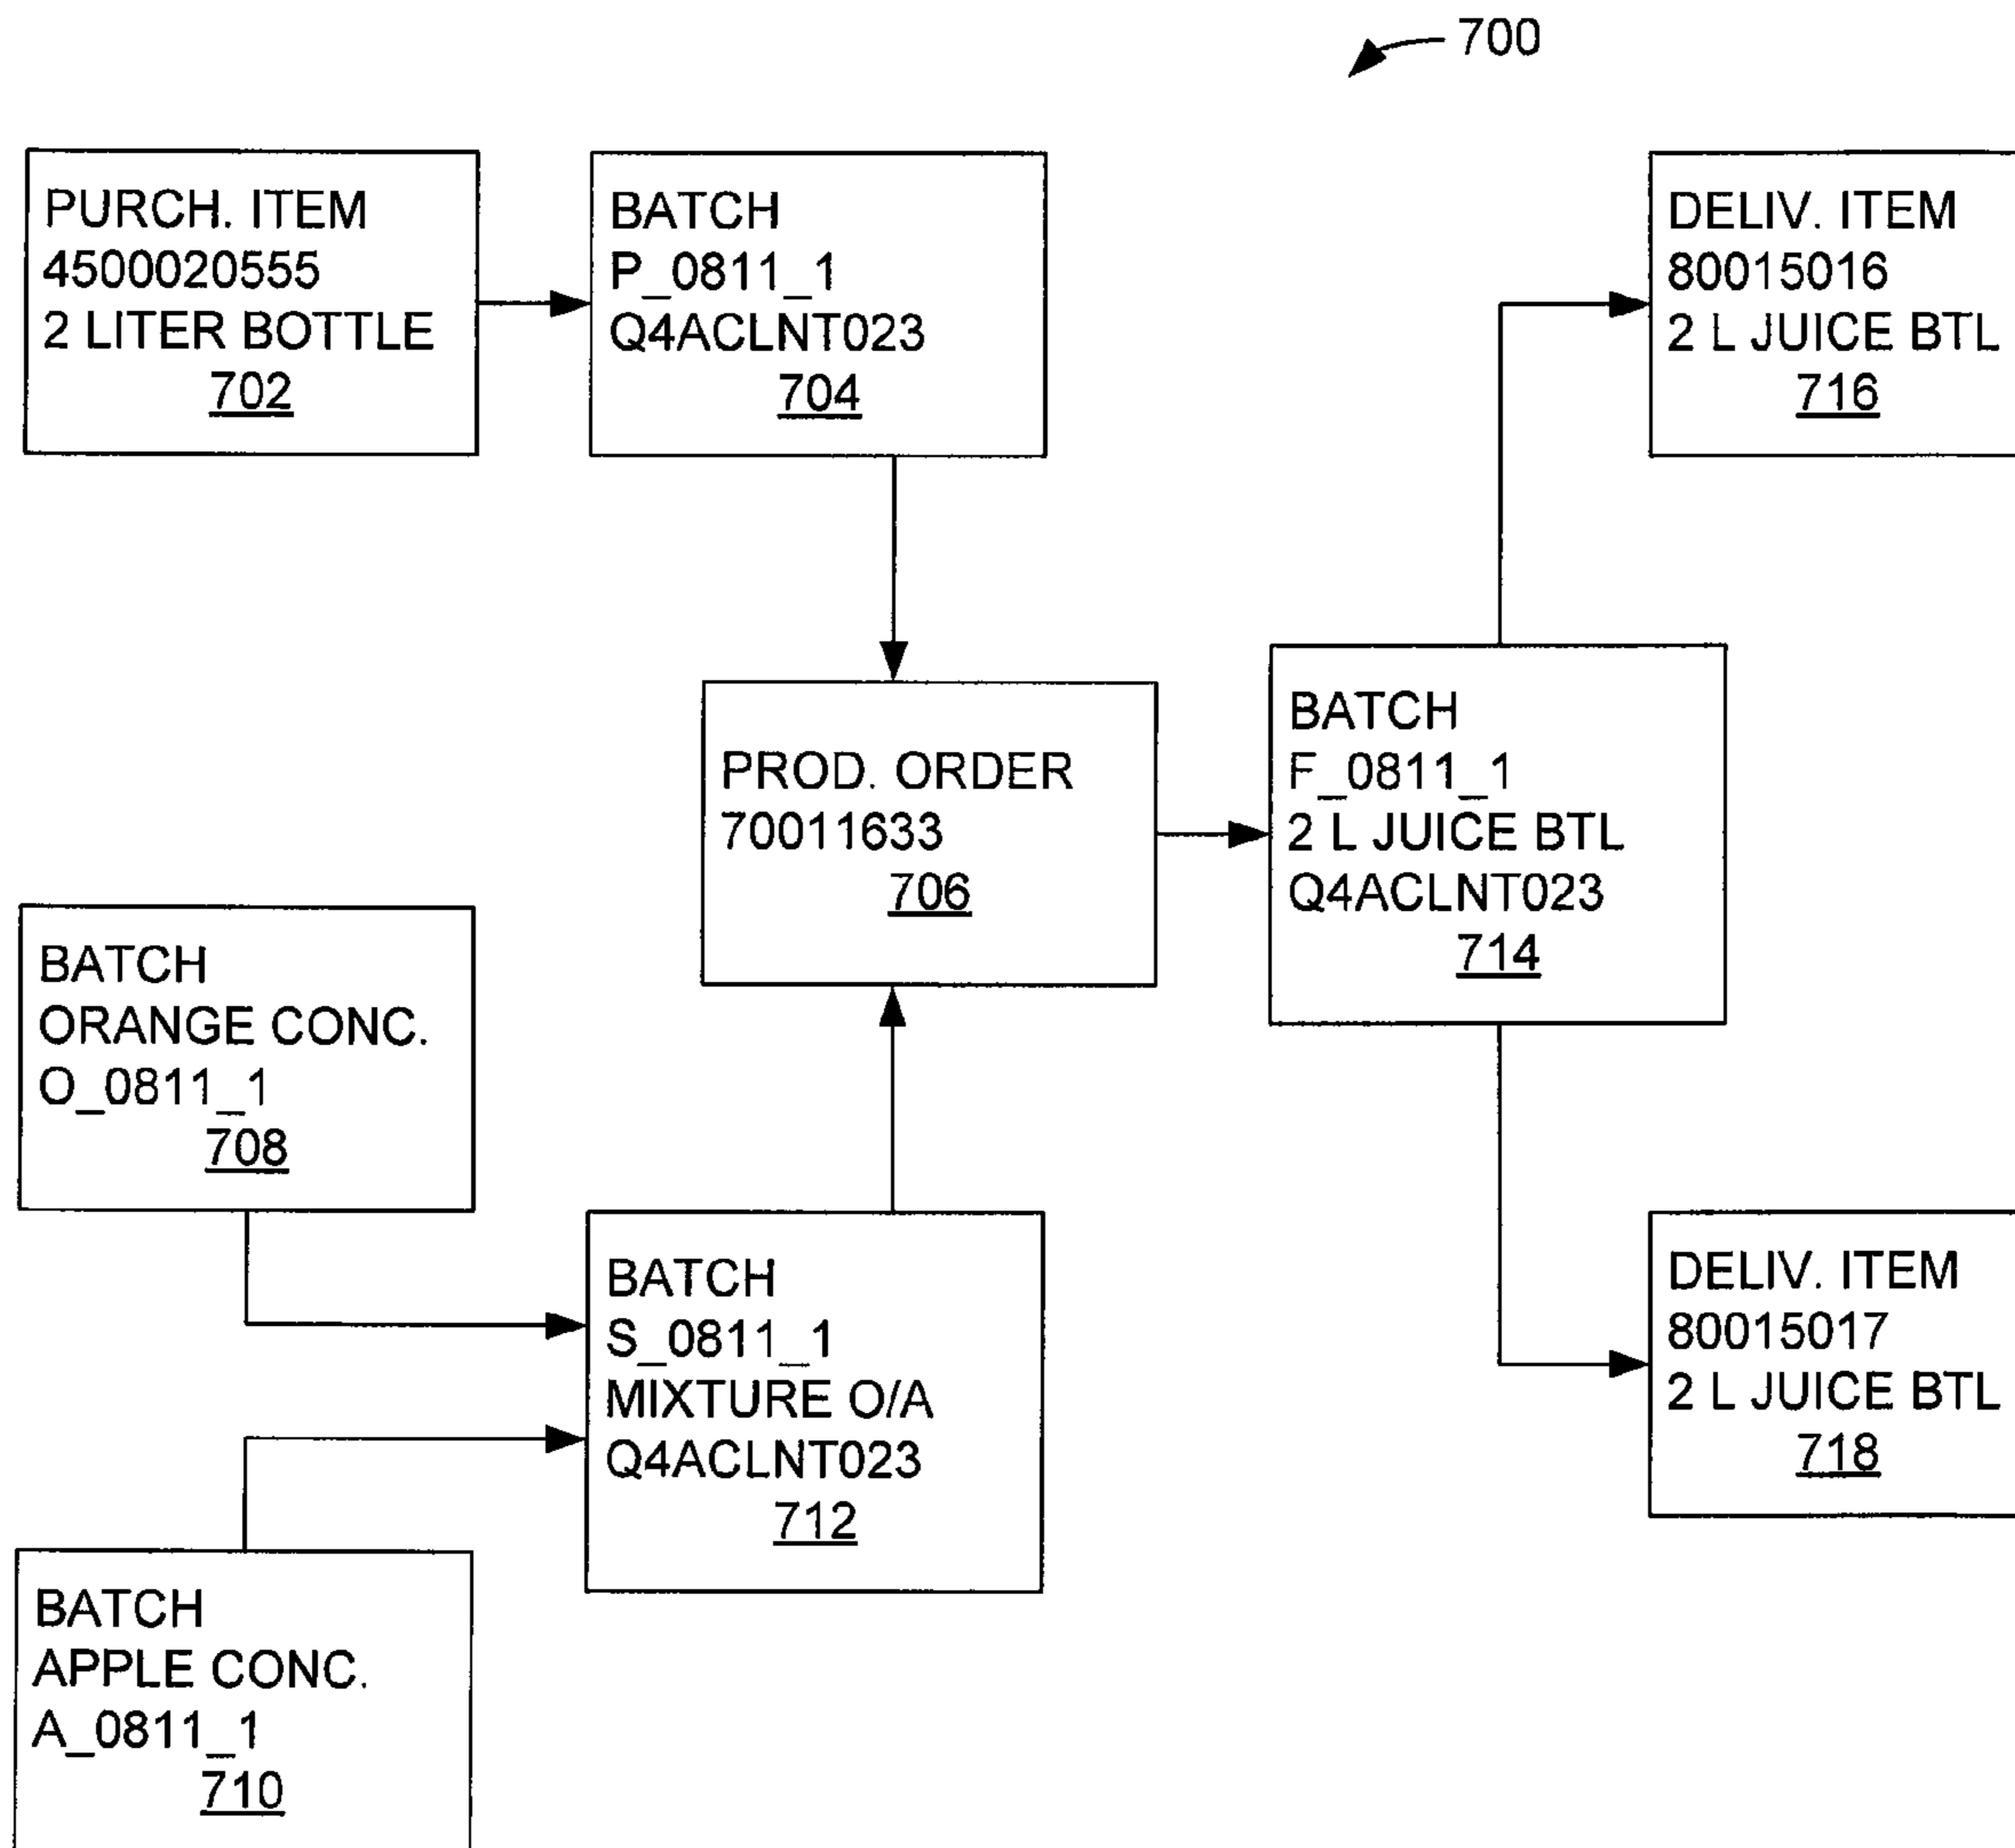 700
PURCH. ITEM
4500020555
2 LITER BOTTLE
702
BATCH
P_0811_1
Q4ACLNT023
704
DELIV. ITEM
80015016
2 L JUICE BTL
716
PROD. ORDER
70011633
706
BATCH
F_0811_1
2 L JUICE BTL
Q4ACLNT023
714
BATCH
ORANGE CONC.
O_0811_1
708
BATCH
S_0811_1
MIXTURE O/A
Q4ACLNT023
712
DELIV. ITEM
80015017
2 L JUICE BTL
718
BATCH
APPLE CONC.
A_0811_1
710